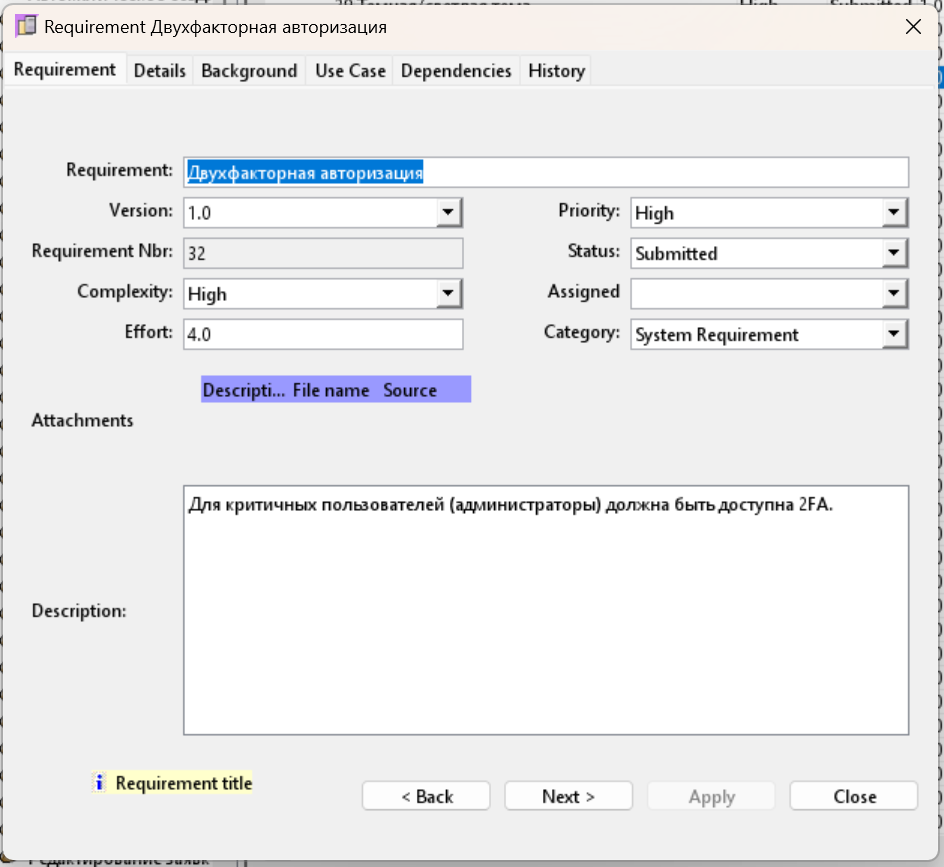 Requirement Двухфакторная авторизация
Requirement Details Background Use Case Dependencies History
Requirement: Двухфакторная авторизация
Version: 1.0 Priority: High
Requirement Nbr: 32 Status: Submitted
Complexity: High Assigned
Effort: 4.0 Category: System Requirement
Descripti... File name Source
Attachments
Для критичных пользователей (администраторы) должна быть доступна 2FA.
Description:
i Requirement title
< Back Next > Apply Close